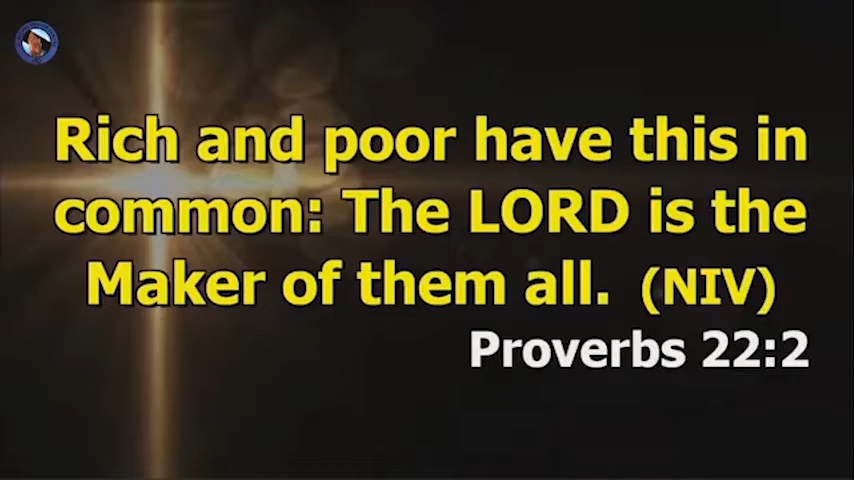 Rich and poor have this in
common: The LORD is the
Maker of them all. (NIV)
Proverbs 22:2